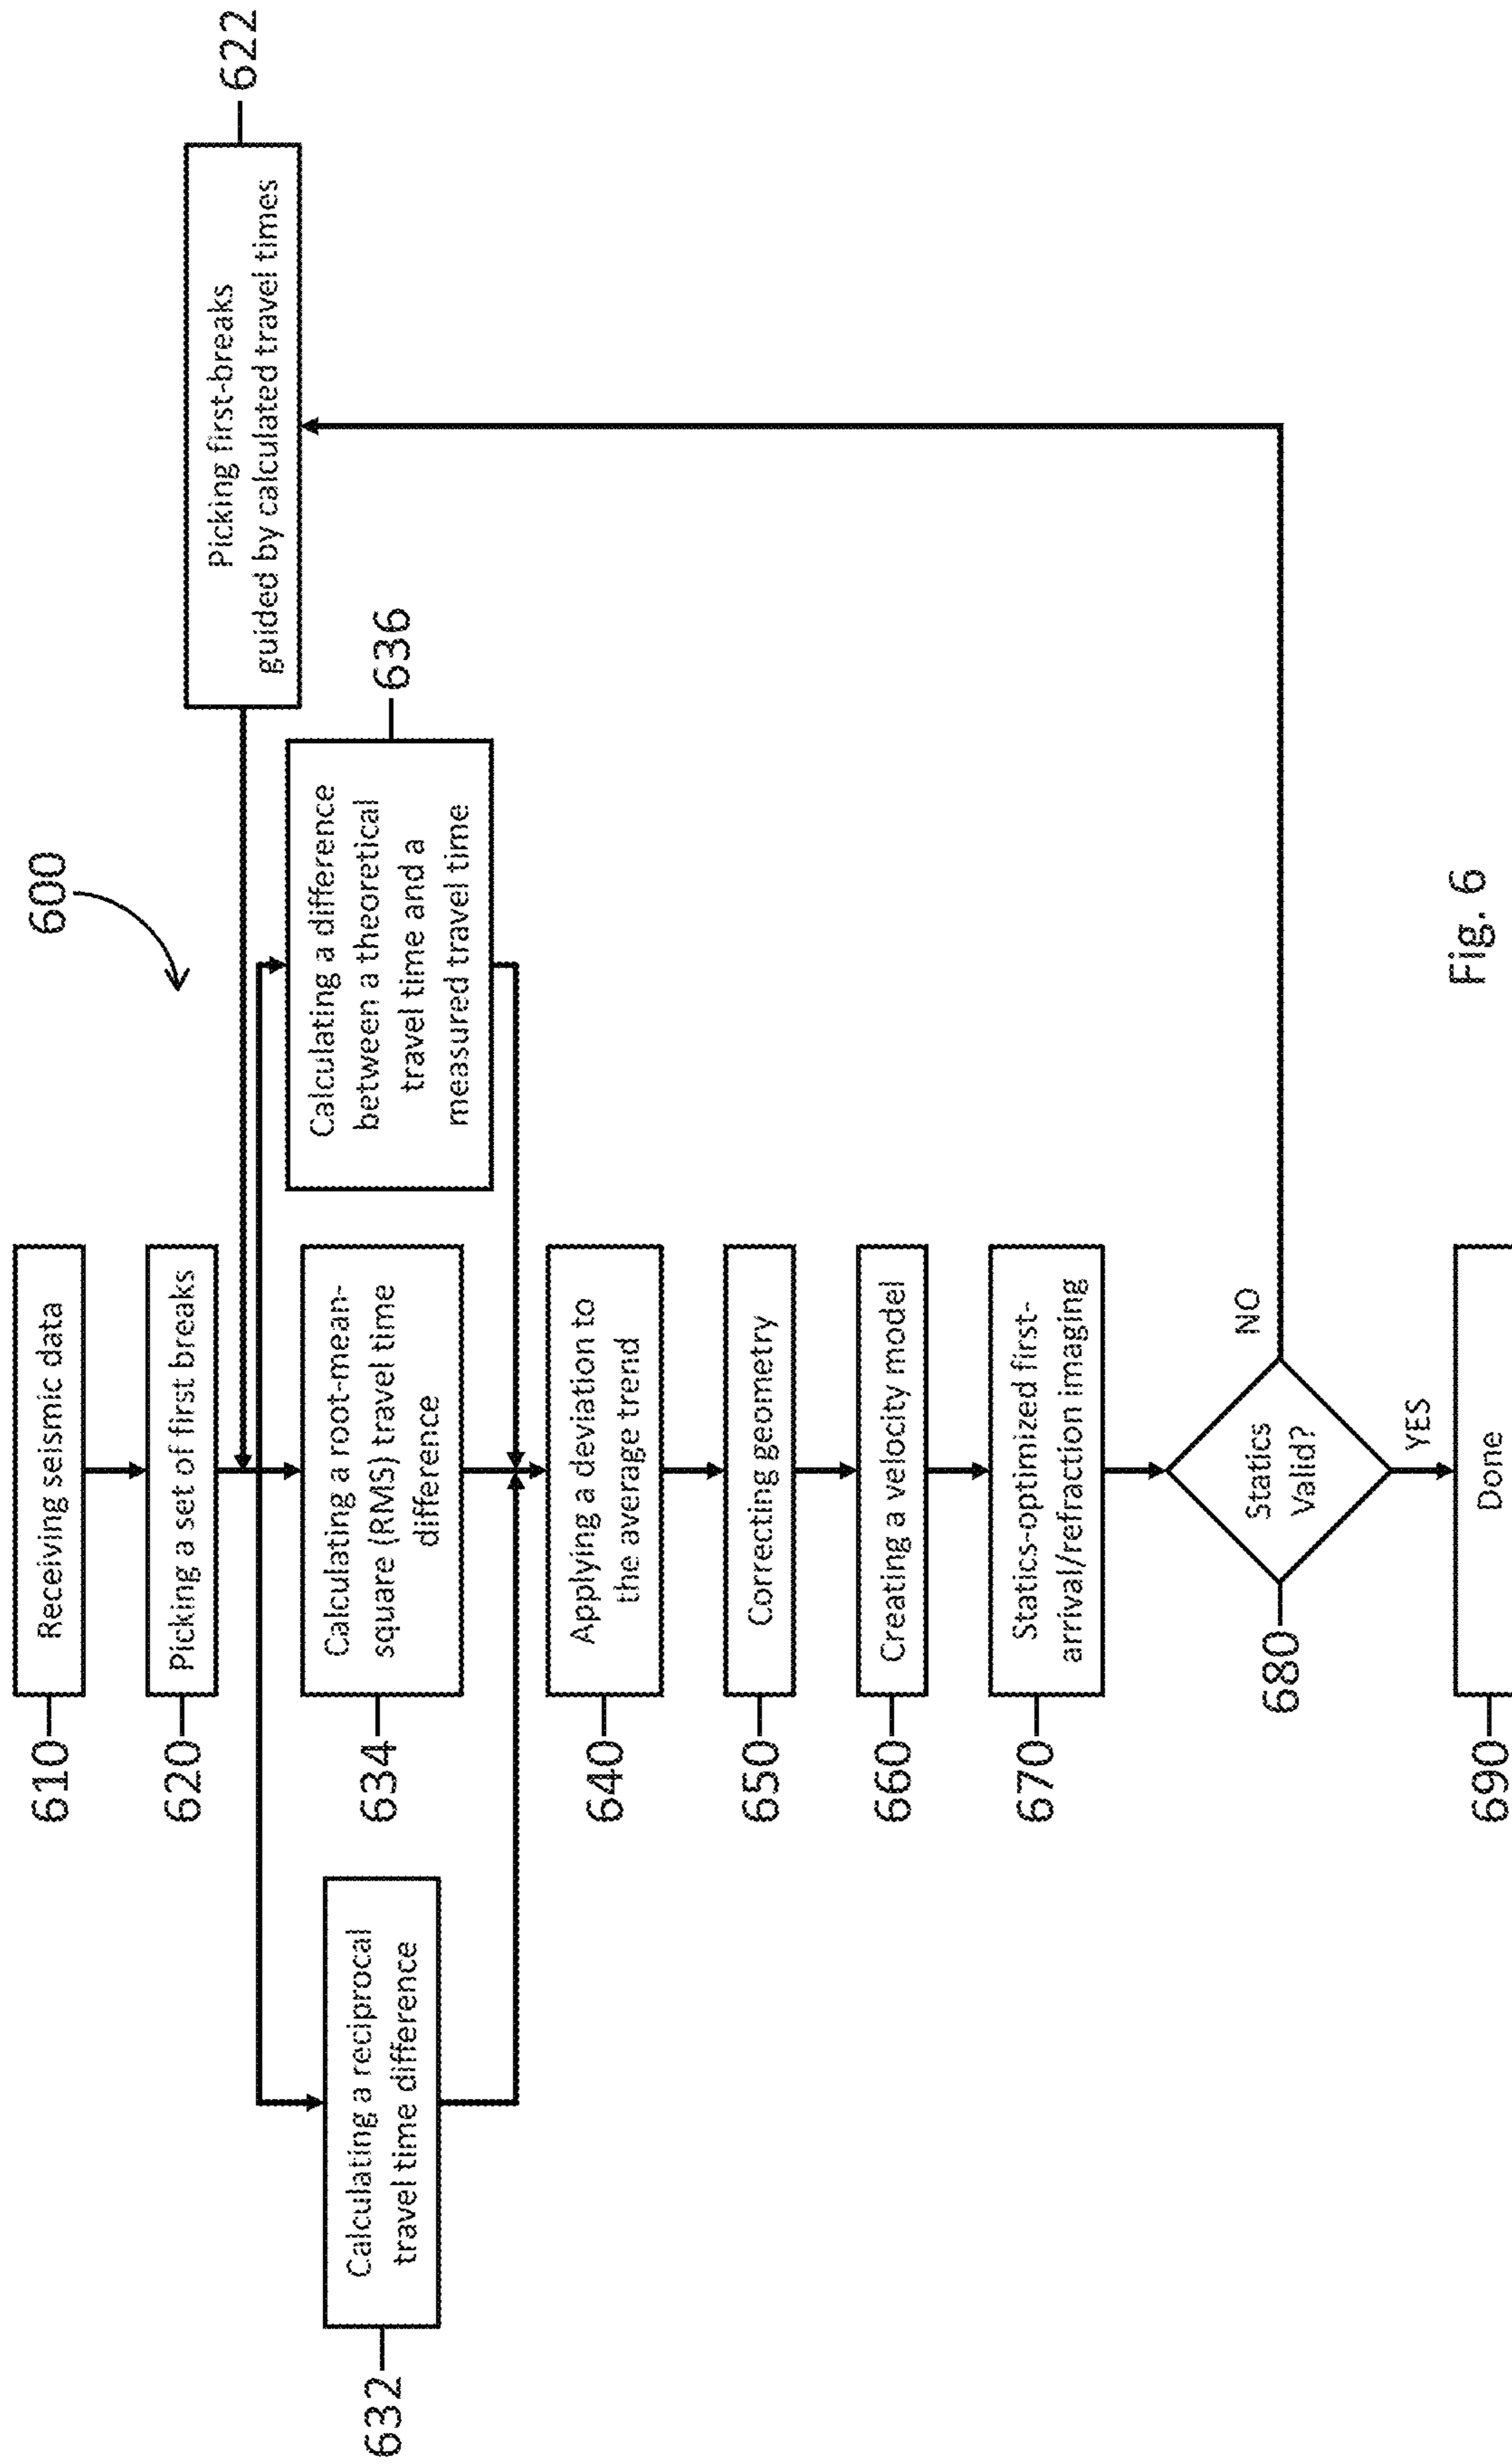 600
610
Receiving seismic data
620
Picking a set of first breaks
622
Picking first-breaks
guided by calculated travel times
632
Calculating a reciprocal
travel time difference
634
Calculating a root-mean-
square (RMS) travel time
difference
636
Calculating a difference
between a theoretical
travel time and a
measured travel time
640
Applying a deviation to
the average trend
650
Correcting geometry
660
Creating a velocity model
670
Statics-optimized first-
arrival/refraction imaging
680
Statics
Valid?
NO
YES
690
Done
Fig. 6